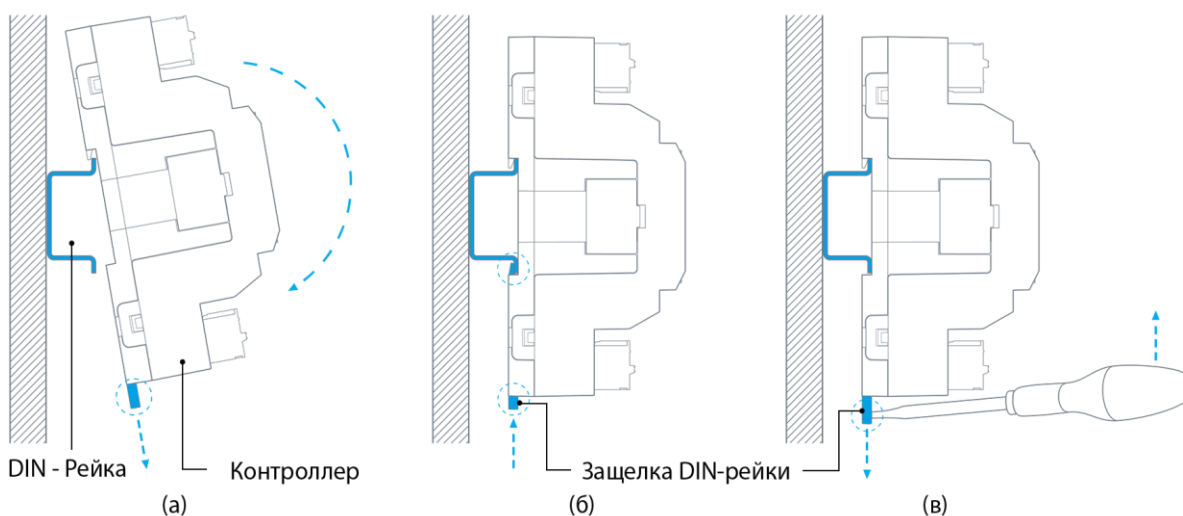 DIN - Рейка
Контроллер
Защелка DIN-рейки
(а)
(б)
(в)